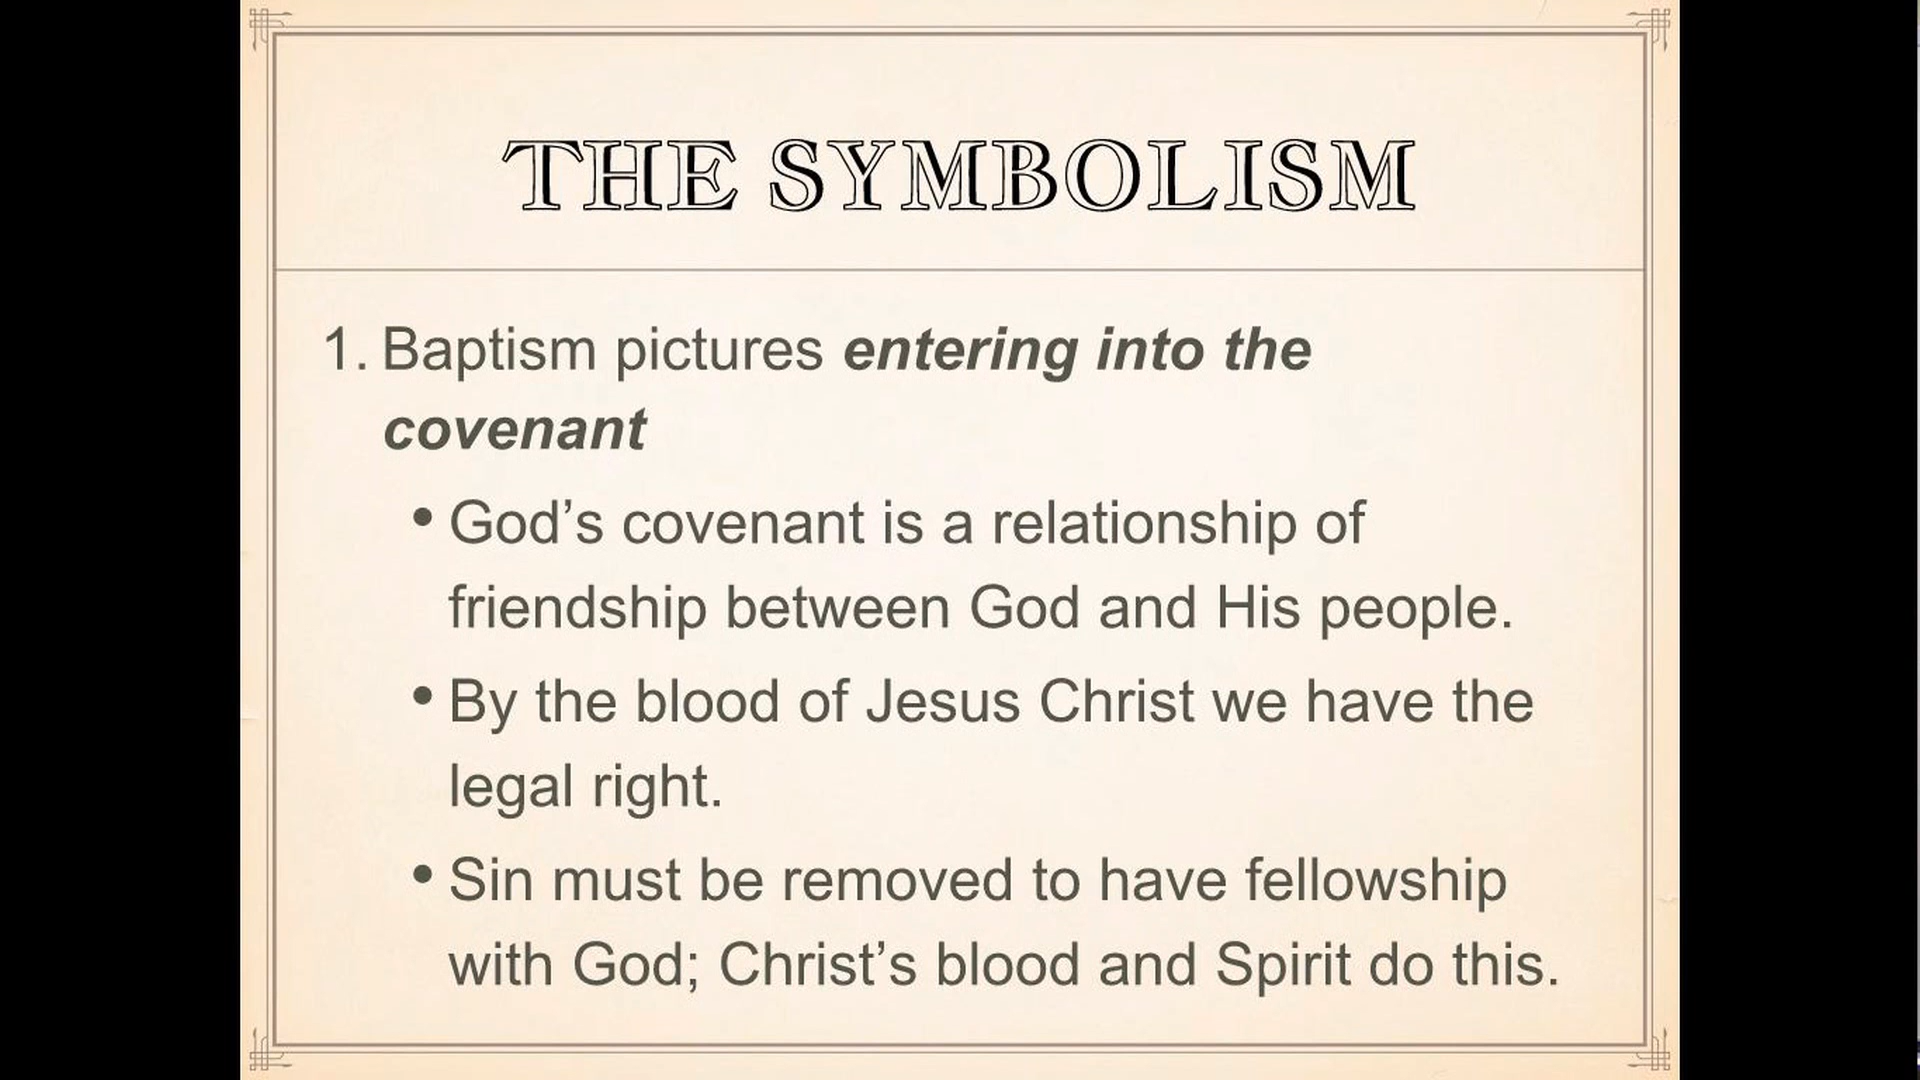 THE SYMBOLISM
1. Baptism pictures entering into the
covenant
• God’s covenant is a relationship of
friendship between God and His people.
• By the blood of Jesus Christ we have the
legal right.
• Sin must be removed to have fellowship
with God; Christ’s blood and Spirit do this.